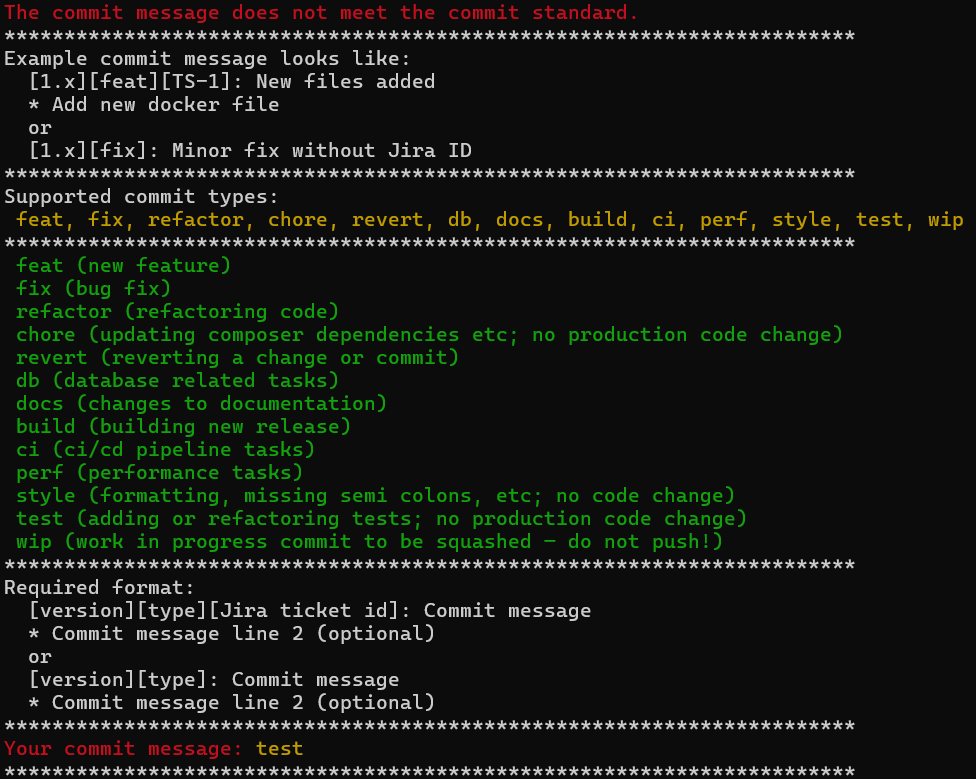 The commit message does not meet the commit standard.
***********************************************************************
Example commit message looks like:
  [1.x][feat][TS-1]: New files added
  * Add new docker file
  or
  [1.x][fix]: Minor fix without Jira ID
***********************************************************************
Supported commit types:
 feat, fix, refactor, chore, revert, db, docs, build, ci, perf, style, test, wip
***********************************************************************
 feat (new feature)
 fix (bug fix)
 refactor (refactoring code)
 chore (updating composer dependencies etc; no production code change)
 revert (reverting a change or commit)
 db (database related tasks)
 docs (changes to documentation)
 build (building new release)
 ci (ci/cd pipeline tasks)
 perf (performance tasks)
 style (formatting, missing semi colons, etc; no code change)
 test (adding or refactoring tests; no production code change)
 wip (work in progress commit to be squashed - do not push!)
***********************************************************************
Required format:
  [version][type][Jira ticket id]: Commit message
  * Commit message line 2 (optional)
  or
  [version][type]: Commit message
  * Commit message line 2 (optional)
***********************************************************************
Your commit message: test
***********************************************************************